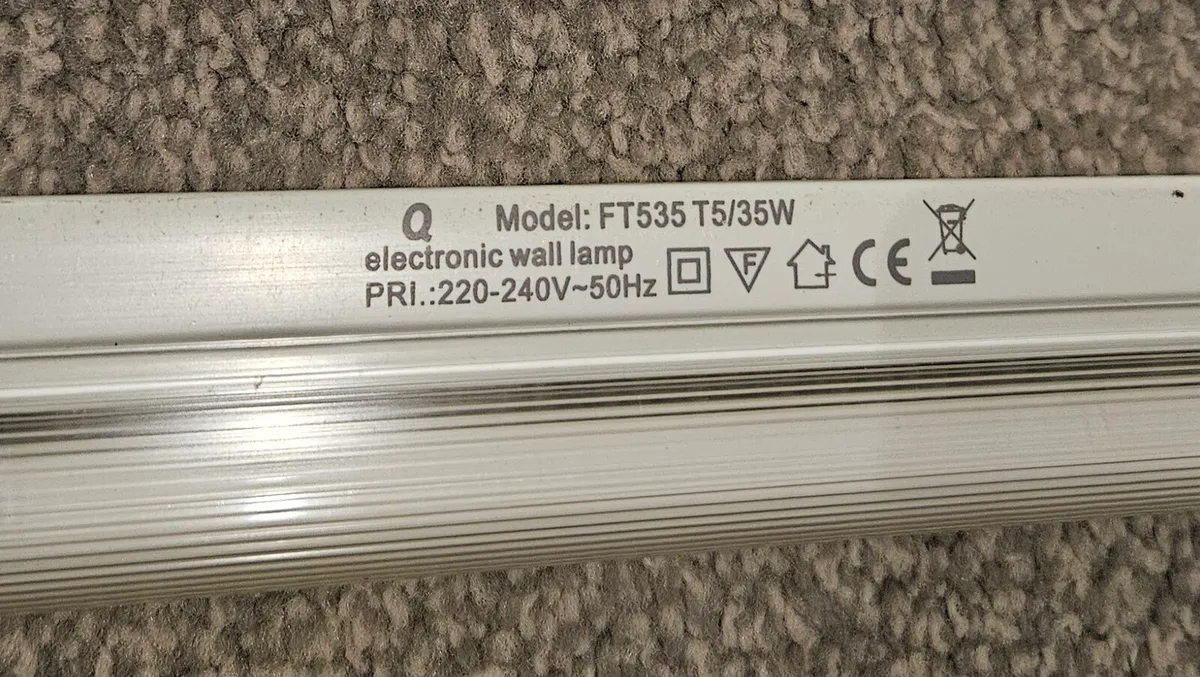 Q Model: FT535 T5/35W
electronic wall lamp
PRI.:220-240V~50Hz F CE